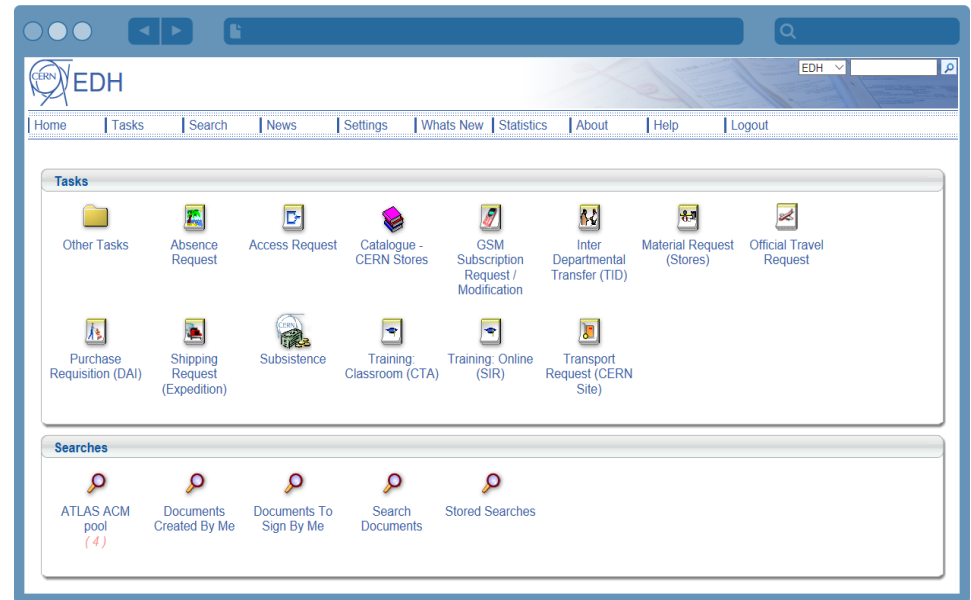 CERN EDH
EDH
Home Tasks Search News Settings Whats New Statistics About Help Logout
Tasks
Other Tasks
Absence
Request
Access Request
Catalogue -
CERN Stores
GSM
Subscription
Request /
Modification
Inter
Departmental
Transfer (TID)
Material Request
(Stores)
Official Travel
Request
Purchase
Requisition (DAI)
Shipping
Request
(Expedition)
CERN
Subsistence
Training:
Classroom (CTA)
Training: Online
(SIR)
Transport
Request (CERN
Site)
Searches
ATLAS ACM
pool
(4)
Documents
Created By Me
Documents To
Sign By Me
Search
Documents
Stored Searches